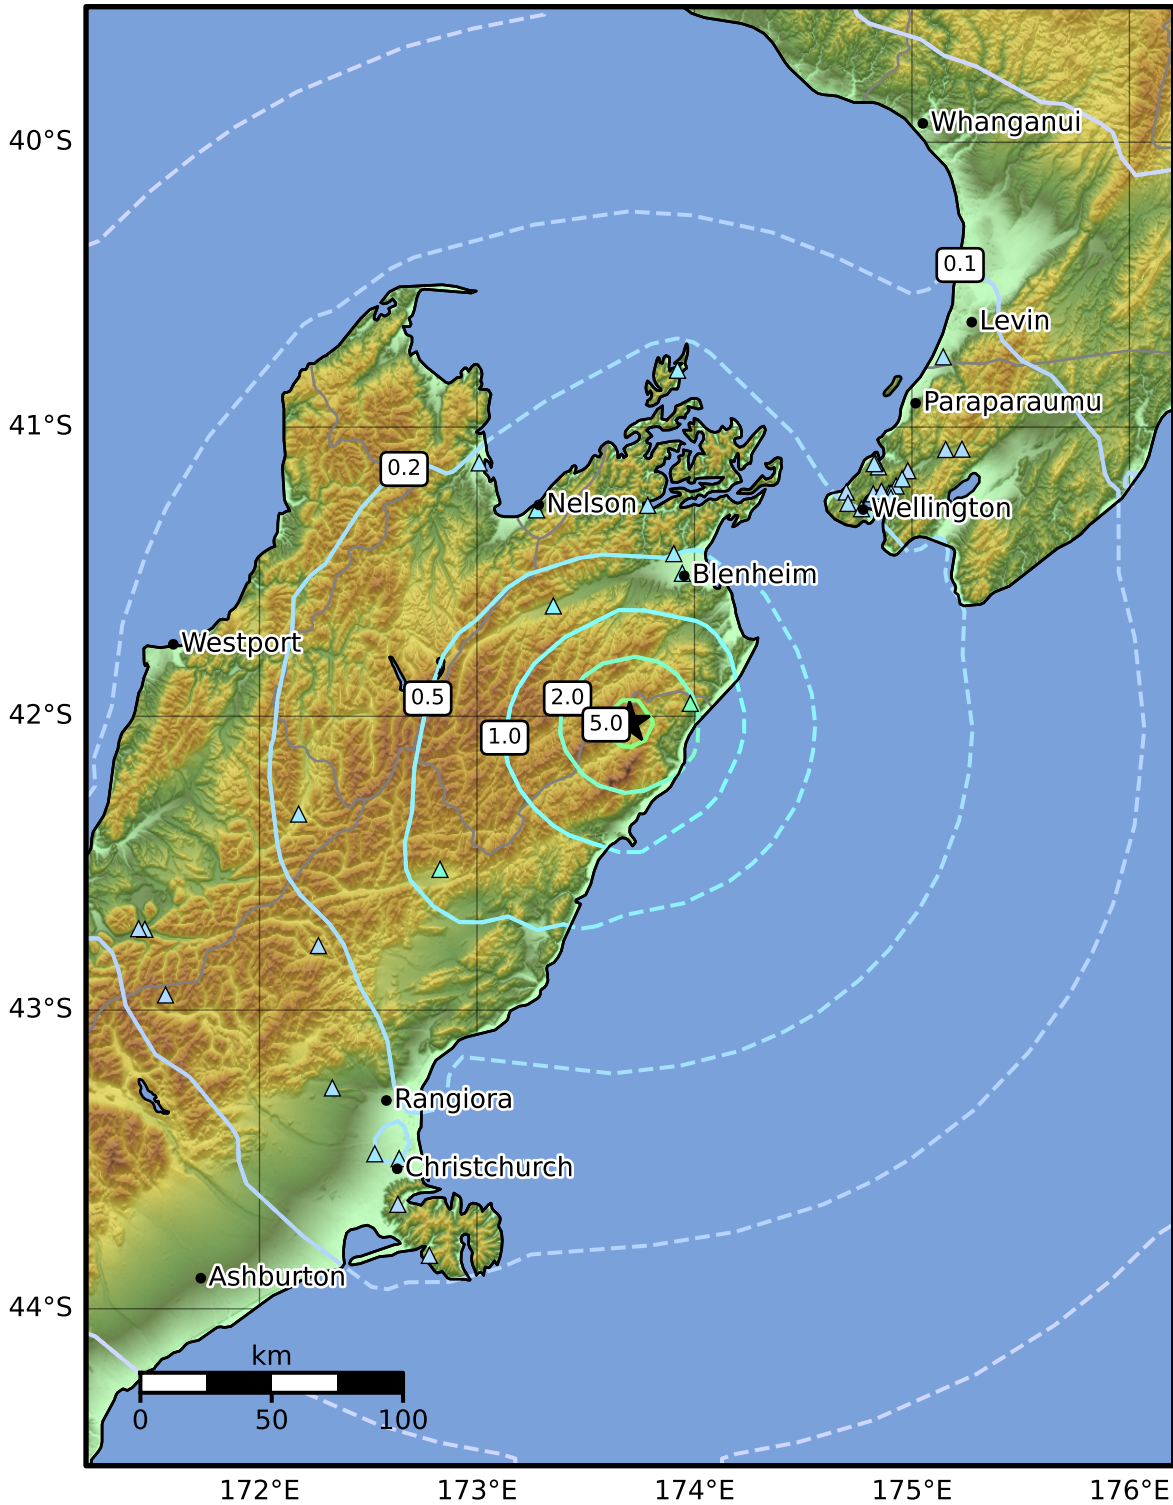 40°S
Whanganui
0.1
Levin
Paraparaumu
41°S
0.2
Nelson
Wellington
Blenheim
Westport
0.5
2.0
42°S
5.0
1.0
43°S
Rangiora
Christchurch
Ashburton
44°S
km
0 50 100
172°E 173°E 174°E 175°E 176°E